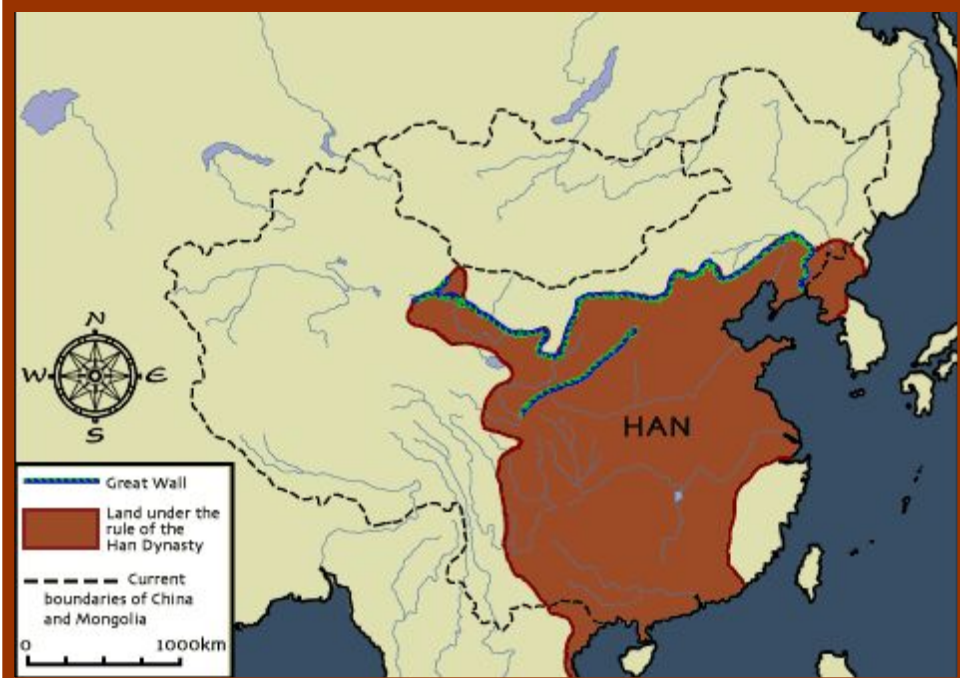 N
W E
S
HAN
Great Wall
Land under the
rule of the
Han Dynasty
Current
boundaries of China
and Mongolia
0 1000km